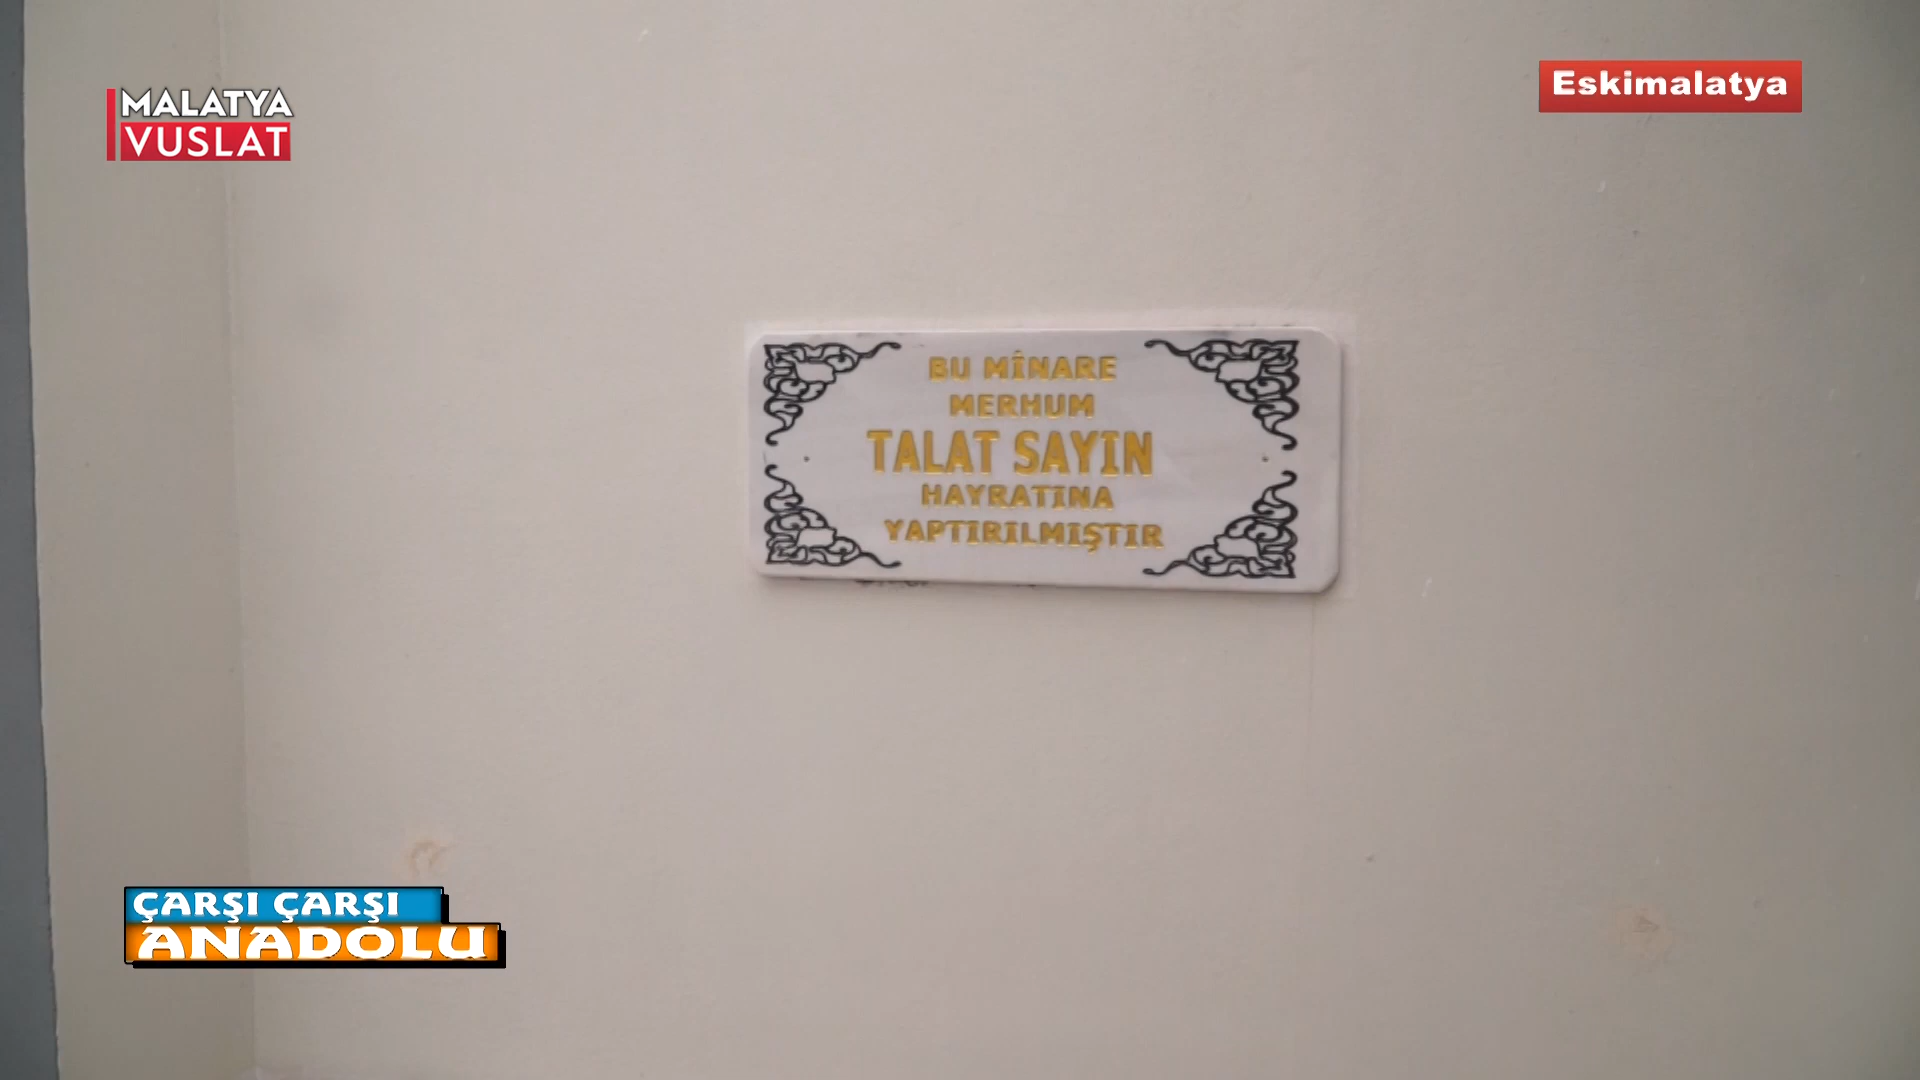 MALATYA
VUSLAT
Eskimalatya
BU MİNARE
MERHUM
TALAT SAYIN
HAYRATINA
YAPTIRILMIŞTIR
ÇARŞI ÇARŞI
ANADOLU